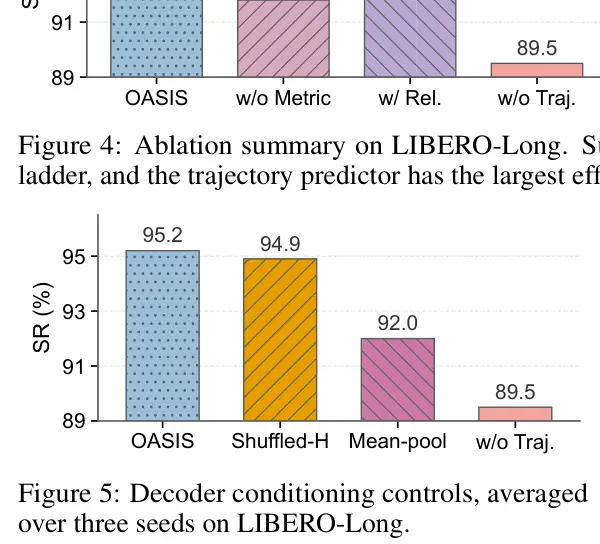 91
89.5
89
OASIS w/o Metric w/ Rel. w/o Traj.
Figure 4: Ablation summary on LIBERO-Long.
ladder, and the trajectory predictor has the largest
95.2
94.9
95
93
92.0
SR (%)
91
89.5
89
OASIS Shuffled-H Mean-pool w/o Traj.
Figure 5: Decoder conditioning controls, averaged
over three seeds on LIBERO-Long.